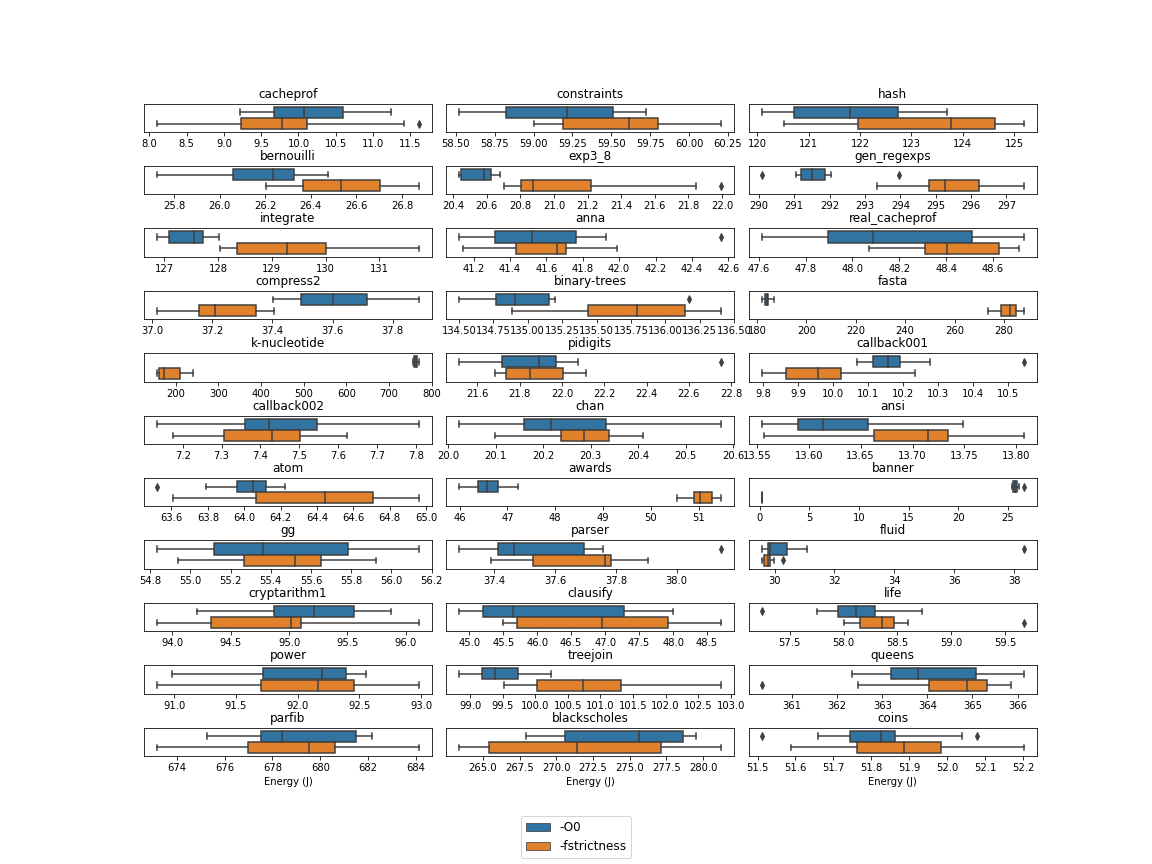 cacheprof constraints hash
8.0 8.5 9.0 9.5 10.0 10.5 11.0 11.5 58.50 58.75 59.00 59.25 59.50 59.75 60.00 60.25 120 121 122 123 124 125
bernouilli exp3_8 gen_regexps
25.8 26.0 26.2 26.4 26.6 26.8 20.4 20.6 20.8 21.0 21.2 21.4 21.6 21.8 22.0 290 291 292 293 294 295 296 297
integrate anna real_cacheprof
127 128 129 130 131 41.2 41.4 41.6 41.8 42.0 42.2 42.4 42.6 47.6 47.8 48.0 48.2 48.4 48.6
compress2 binary-trees fasta
37.0 37.2 37.4 37.6 37.8 134.50 134.75 135.00 135.25 135.50 135.75 136.00 136.25 136.50 180 200 220 240 260 280
k-nucleotide pidigits callback001
200 300 400 500 600 700 800 21.6 21.8 22.0 22.2 22.4 22.6 22.8 9.8 9.9 10.0 10.1 10.2 10.3 10.4 10.5
callback002 chan ansi
7.2 7.3 7.4 7.5 7.6 7.7 7.8 20.0 20.1 20.2 20.3 20.4 20.5 20.6 13.55 13.60 13.65 13.70 13.75 13.80
atom awards banner
63.6 63.8 64.0 64.2 64.4 64.6 64.8 65.0 46 47 48 49 50 51 0 5 10 15 20 25
gg parser fluid
54.8 55.0 55.2 55.4 55.6 55.8 56.0 56.2 37.4 37.6 37.8 38.0 30 32 34 36 38
cryptarithm1 clausify life
94.0 94.5 95.0 95.5 96.0 45.0 45.5 46.0 46.5 47.0 47.5 48.0 48.5 57.5 58.0 58.5 59.0 59.5
power treejoin queens
91.0 91.5 92.0 92.5 93.0 99.0 99.5 100.0 100.5 101.0 101.5 102.0 102.5 103.0 361 362 363 364 365 366
parfib blackscholes coins
674 676 678 680 682 684 265.0 267.5 270.0 272.5 275.0 277.5 280.0 51.5 51.6 51.7 51.8 51.9 52.0 52.1 52.2
Energy (J) Energy (J) Energy (J)
-O0
-fstrictness